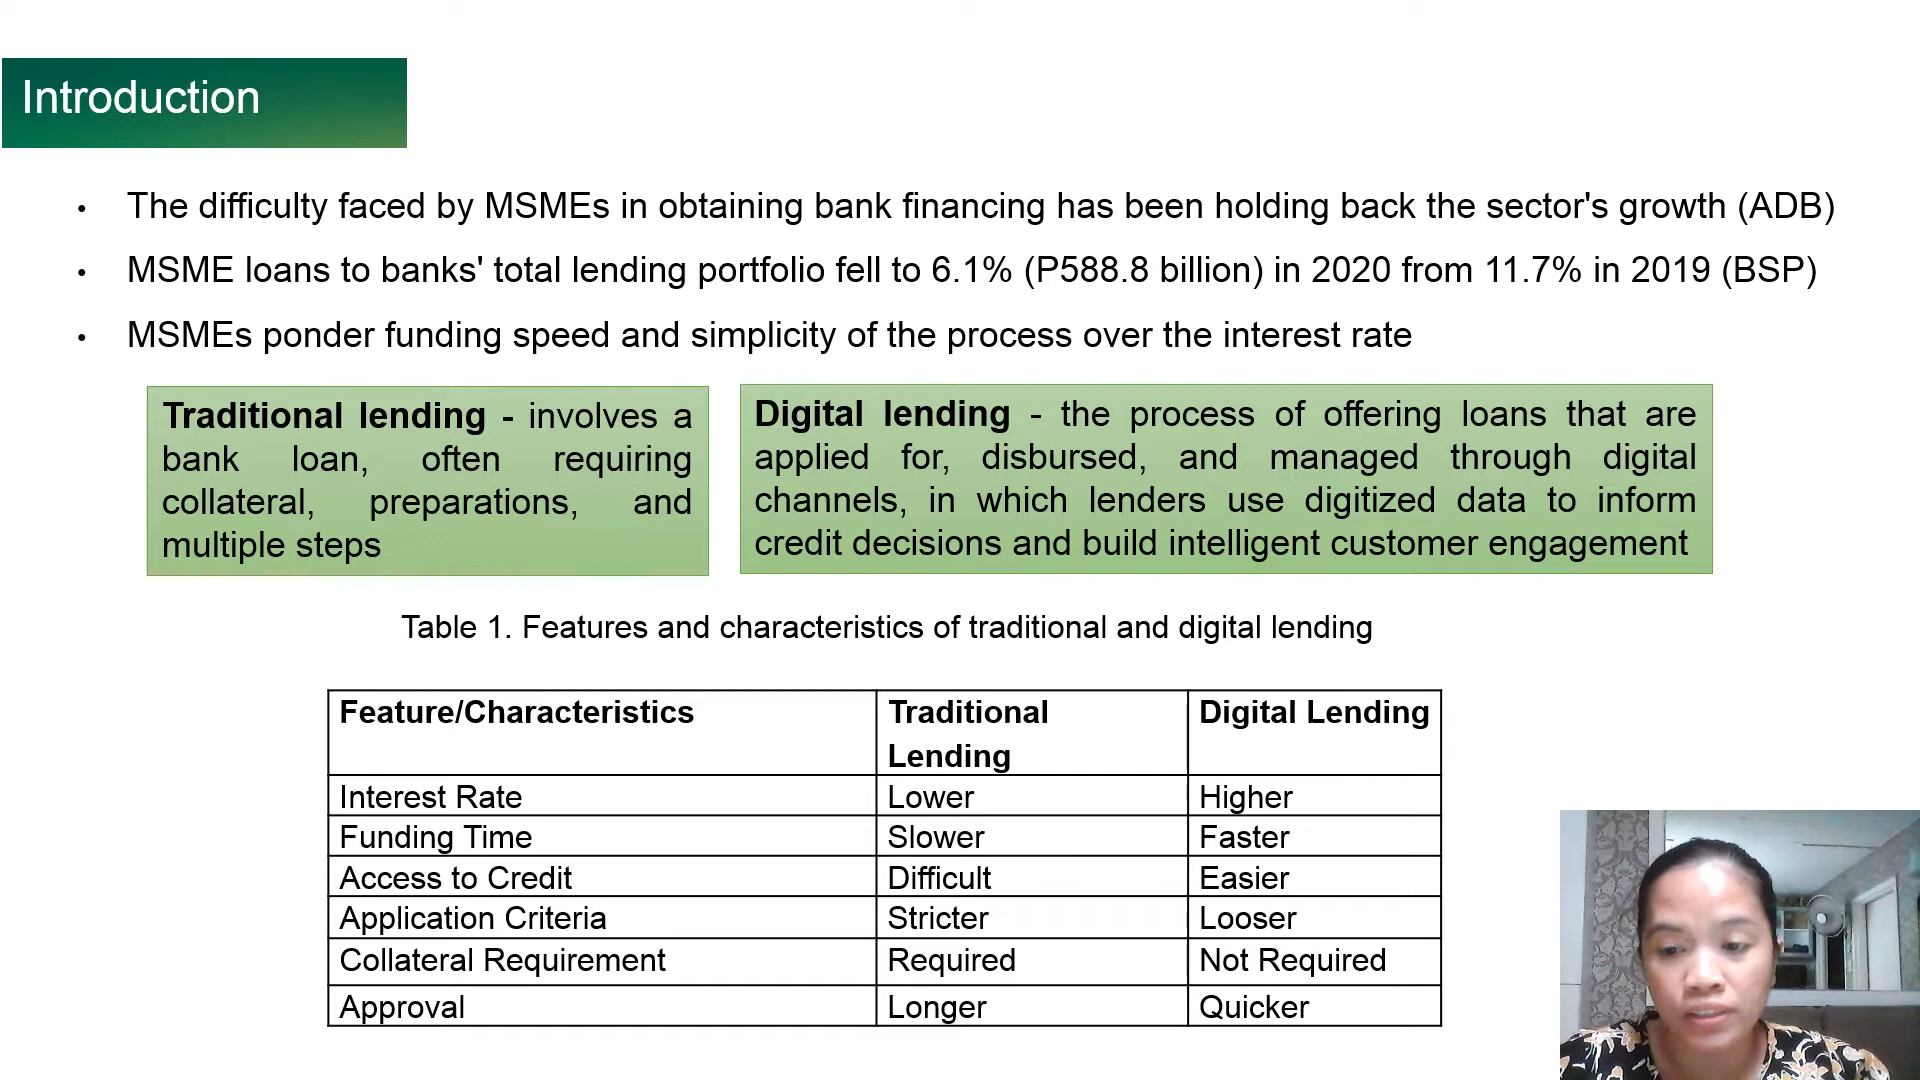 Introduction
• The difficulty faced by MSMEs in obtaining bank financing has been holding back the sector's growth (ADB)
• MSME loans to banks' total lending portfolio fell to 6.1% (P588.8 billion) in 2020 from 11.7% in 2019 (BSP)
• MSMEs ponder funding speed and simplicity of the process over the interest rate
Traditional lending - involves a
bank loan, often requiring
collateral, preparations, and
multiple steps
Digital lending - the process of offering loans that are
applied for, disbursed, and managed through digital
channels, in which lenders use digitized data to inform
credit decisions and build intelligent customer engagement
Table 1. Features and characteristics of traditional and digital lending
Feature/Characteristics Traditional Lending Digital Lending
Interest Rate Lower Higher
Funding Time Slower Faster
Access to Credit Difficult Easier
Application Criteria Stricter Looser
Collateral Requirement Required Not Required
Approval Longer Quicker